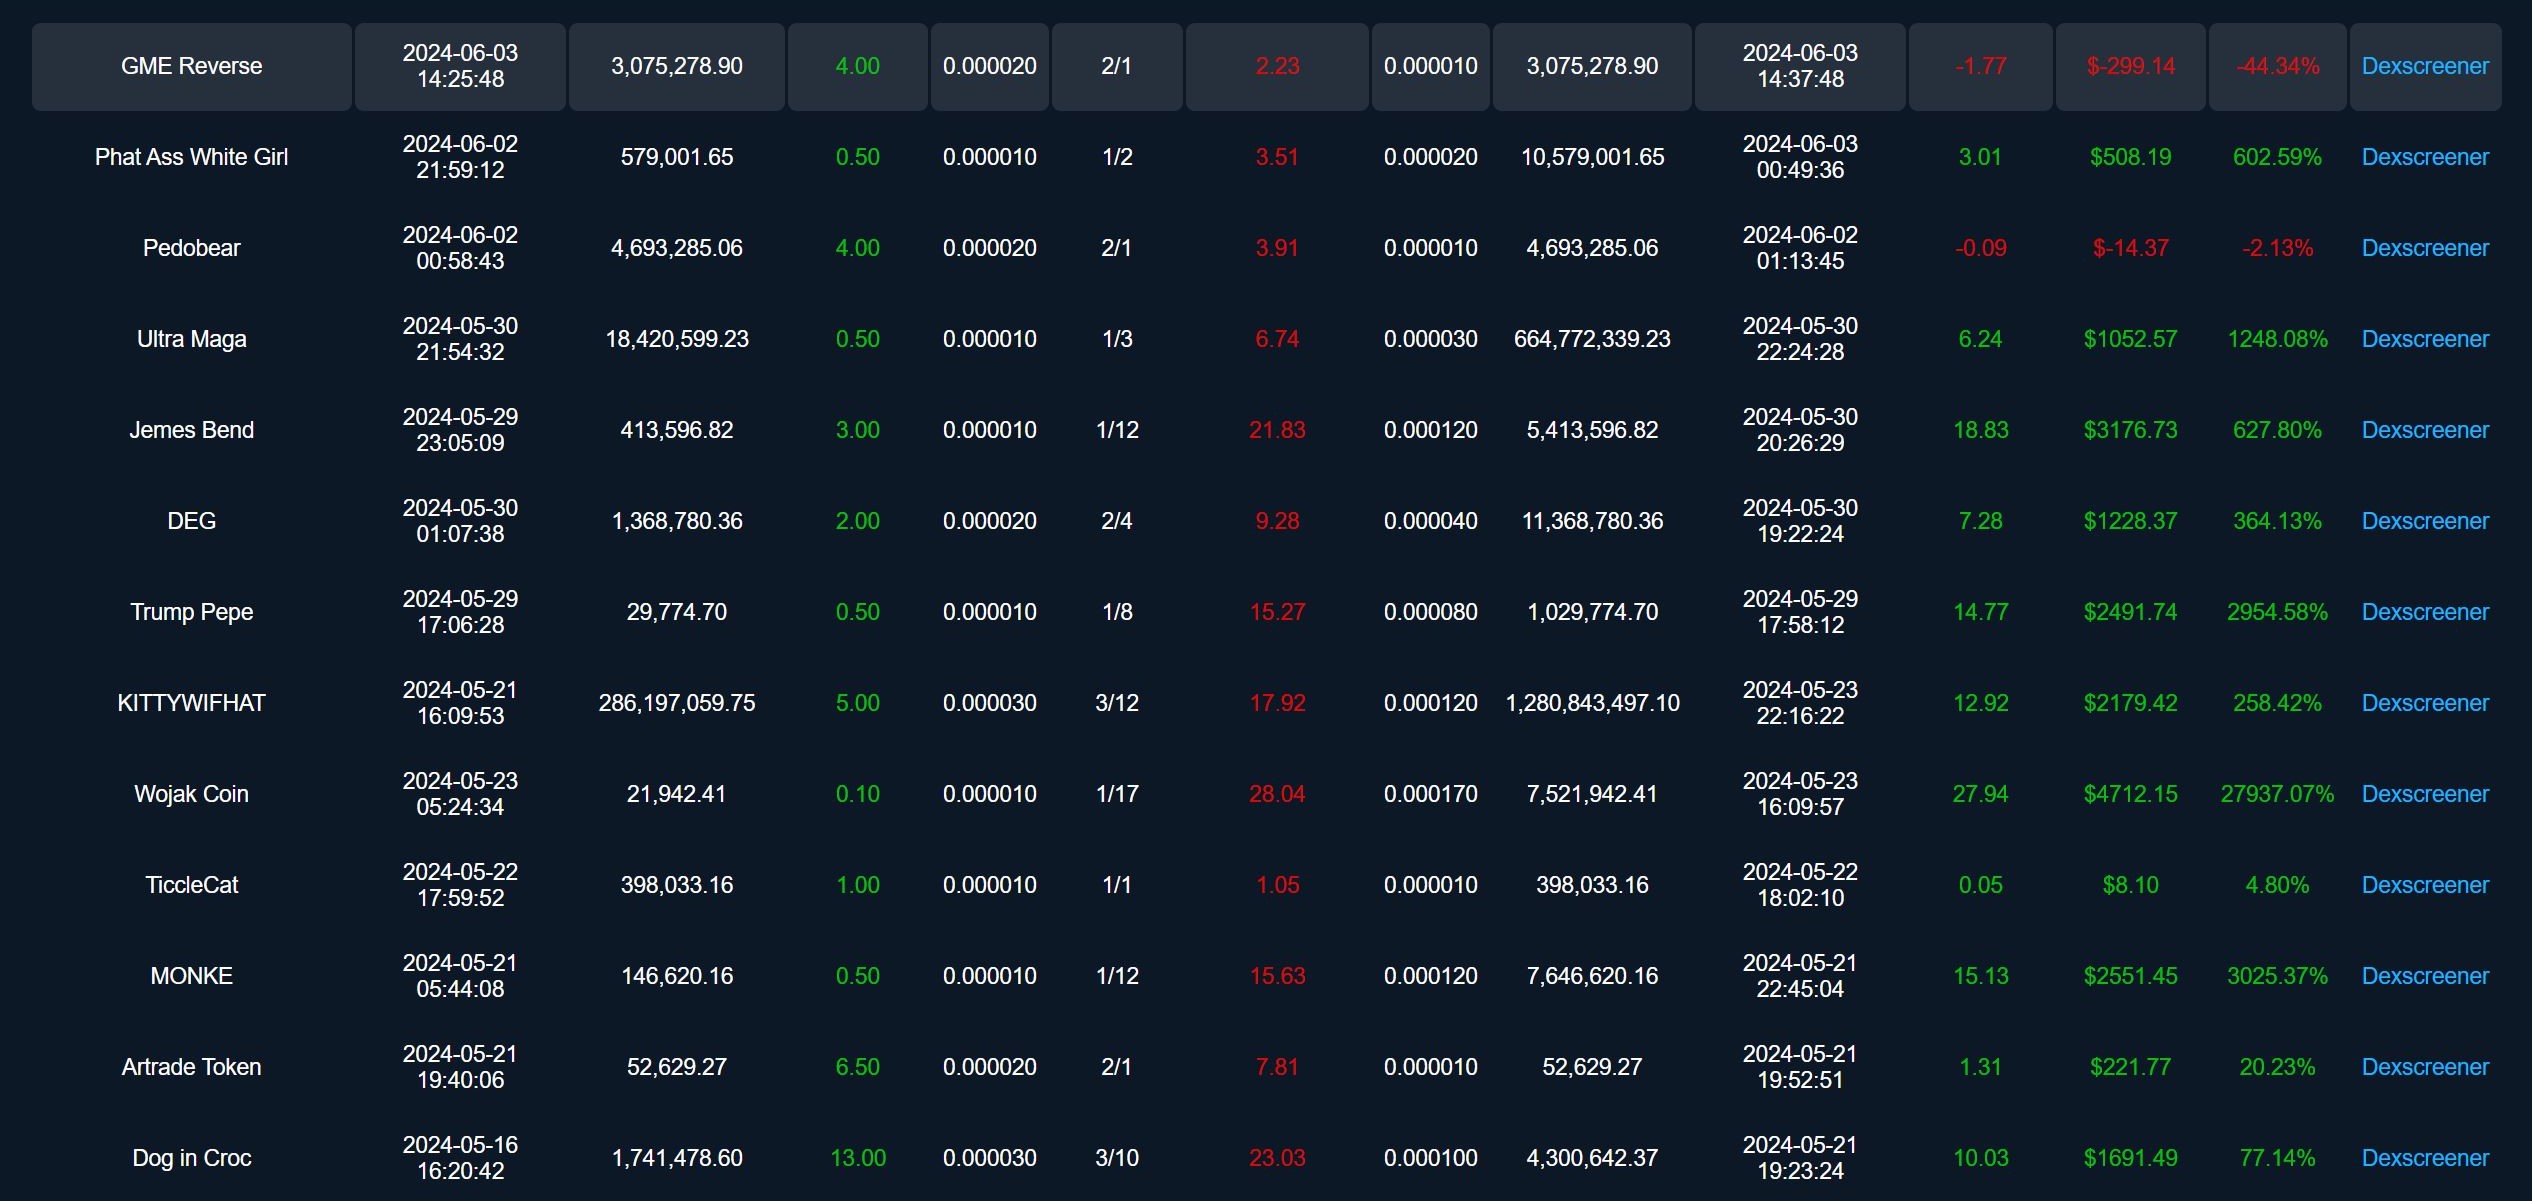 GME Reverse 2024-06-03 14:25:48 3,075,278.90 4.00 0.000020 2/1 2.23 0.000010 3,075,278.90 2024-06-03 14:37:48 -1.77 $-299.14 -44.34% Dexscreener
Phat Ass White Girl 2024-06-02 21:59:12 579,001.65 0.50 0.000010 1/2 3.51 0.000020 10,579,001.65 2024-06-03 00:49:36 3.01 $508.19 602.59% Dexscreener
Pedobear 2024-06-02 00:58:43 4,693,285.06 4.00 0.000020 2/1 3.91 0.000010 4,693,285.06 2024-06-02 01:13:45 -0.09 $-14.37 -2.13% Dexscreener
Ultra Maga 2024-05-30 21:54:32 18,420,599.23 0.50 0.000010 1/3 6.74 0.000030 664,772,339.23 2024-05-30 22:24:28 6.24 $1052.57 1248.08% Dexscreener
Jemes Bend 2024-05-29 23:05:09 413,596.82 3.00 0.000010 1/12 21.83 0.000120 5,413,596.82 2024-05-30 20:26:29 18.83 $3176.73 627.80% Dexscreener
DEG 2024-05-30 01:07:38 1,368,780.36 2.00 0.000020 2/4 9.28 0.000040 11,368,780.36 2024-05-30 19:22:24 7.28 $1228.37 364.13% Dexscreener
Trump Pepe 2024-05-29 17:06:28 29,774.70 0.50 0.000010 1/8 15.27 0.000080 1,029,774.70 2024-05-29 17:58:12 14.77 $2491.74 2954.58% Dexscreener
KITTYWIFHAT 2024-05-21 16:09:53 286,197,059.75 5.00 0.000030 3/12 17.92 0.000120 1,280,843,497.10 2024-05-23 22:16:22 12.92 $2179.42 258.42% Dexscreener
Wojak Coin 2024-05-23 05:24:34 21,942.41 0.10 0.000010 1/17 28.04 0.000170 7,521,942.41 2024-05-23 16:09:57 27.94 $4712.15 27937.07% Dexscreener
TiccleCat 2024-05-22 17:59:52 398,033.16 1.00 0.000010 1/1 1.05 0.000010 398,033.16 2024-05-22 18:02:10 0.05 $8.10 4.80% Dexscreener
MONKE 2024-05-21 05:44:08 146,620.16 0.50 0.000010 1/12 15.63 0.000120 7,646,620.16 2024-05-21 22:45:04 15.13 $2551.45 3025.37% Dexscreener
Artrade Token 2024-05-21 19:40:06 52,629.27 6.50 0.000020 2/1 7.81 0.000010 52,629.27 2024-05-21 19:52:51 1.31 $221.77 20.23% Dexscreener
Dog in Croc 2024-05-16 16:20:42 1,741,478.60 13.00 0.000030 3/10 23.03 0.000100 4,300,642.37 2024-05-21 19:23:24 10.03 $1691.49 77.14% Dexscreener